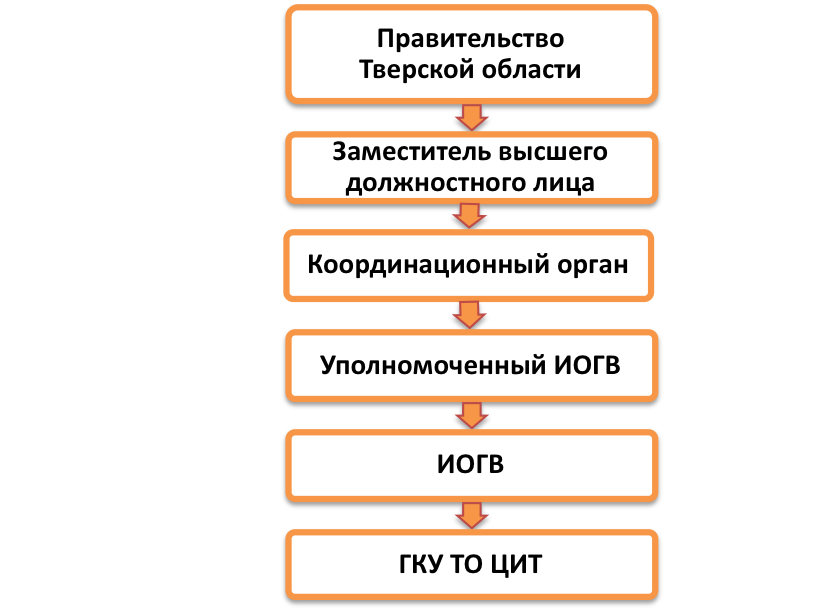 Правительство
Тверской области
Заместитель высшего
должностного лица
Координационный орган
Уполномоченный ИОГВ
ИОГВ
ГКУ ТО ЦИТ